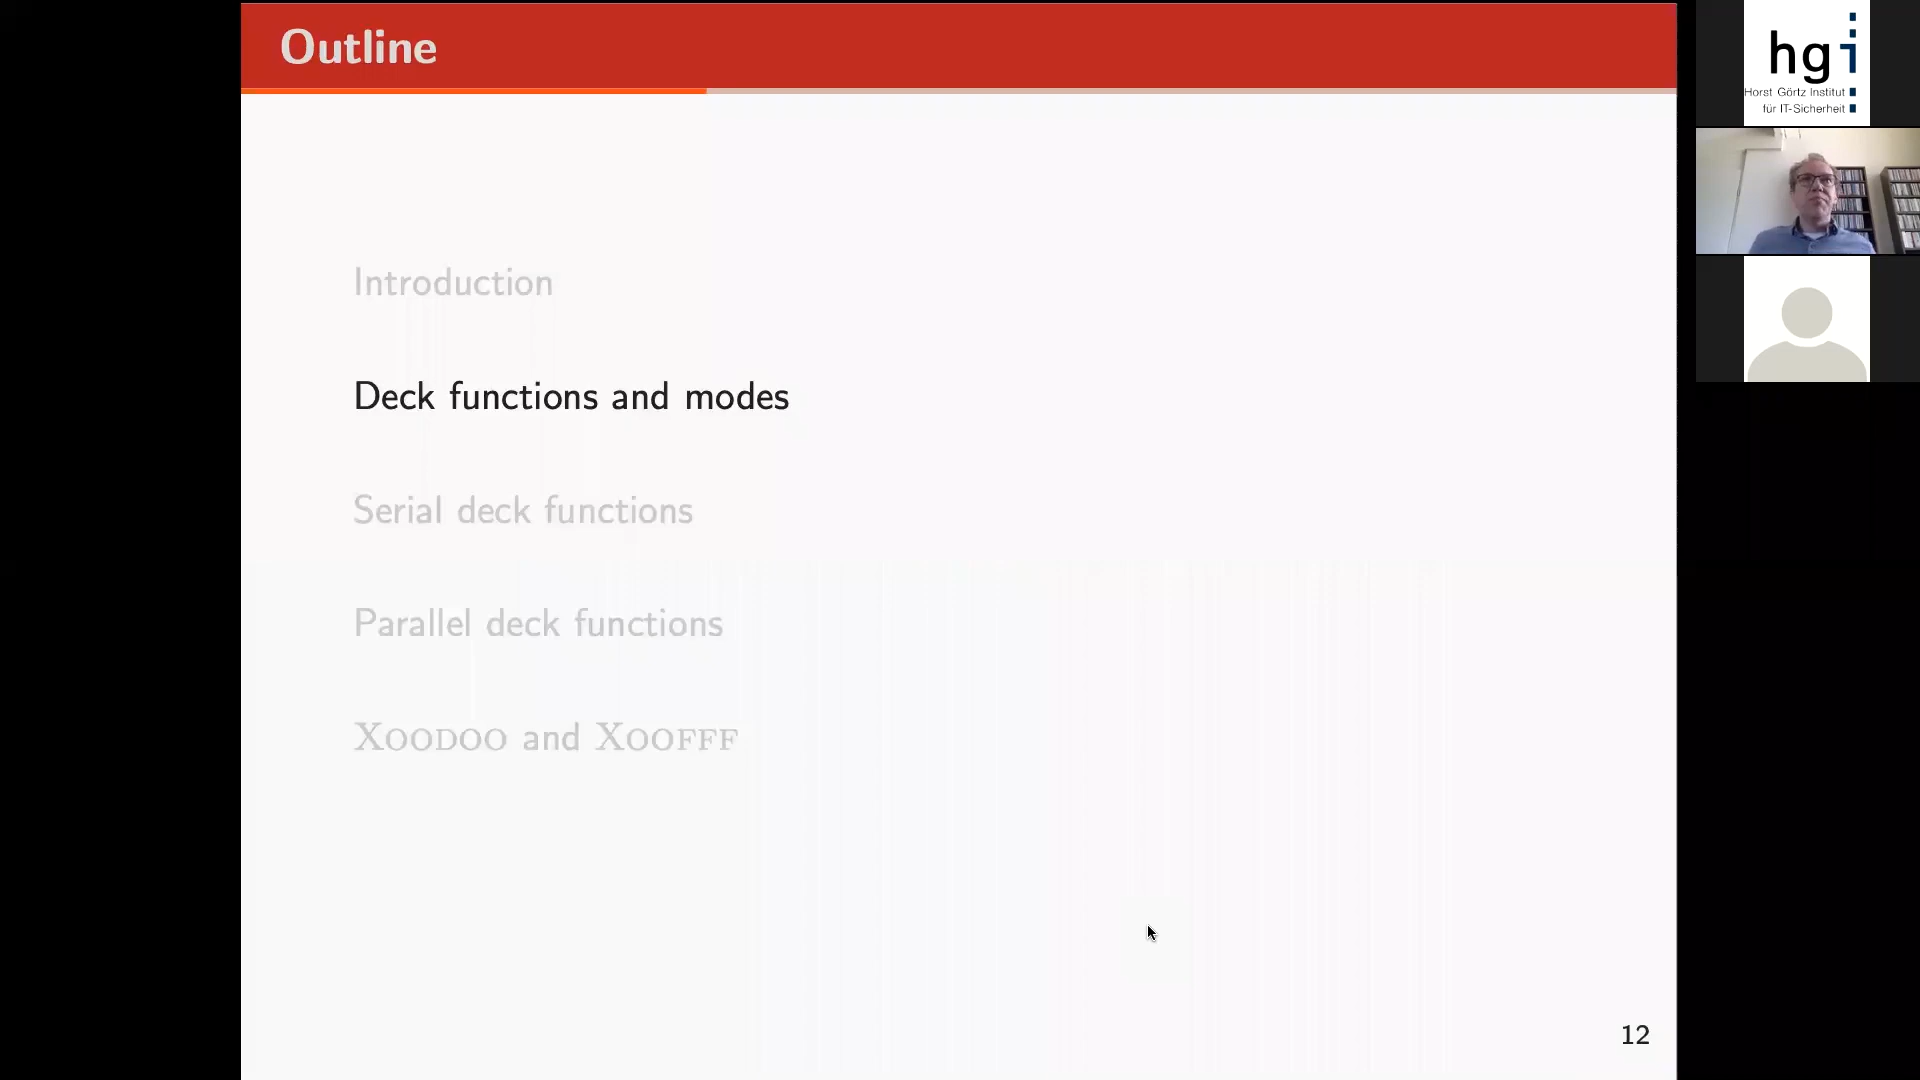 Outline
Introduction
Deck functions and modes
Serial deck functions
Parallel deck functions
XOODOO and XOOFFF
12
hgi
Horst Görtz Institut
für IT-Sicherheit